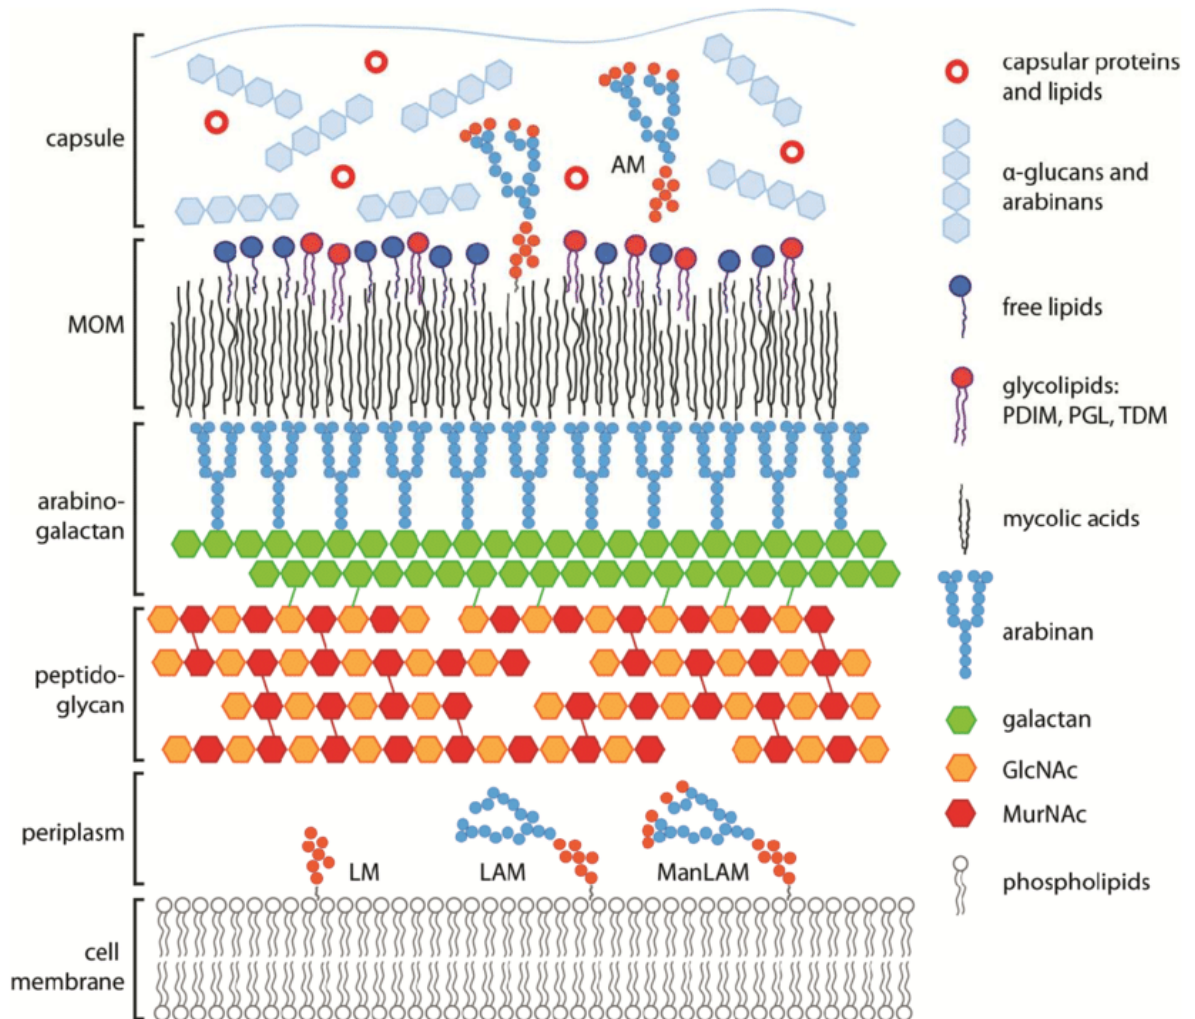 capsule
AM
MOM
arabino-
galactan
peptido-
glycan
periplasm
LM
LAM
ManLAM
cell
membrane
capsular proteins
and lipids
α-glucans and
arabinans
free lipids
glycolipids:
PDIM, PGL, TDM
mycolic acids
arabinan
galactan
GlcNAc
MurNAc
phospholipids